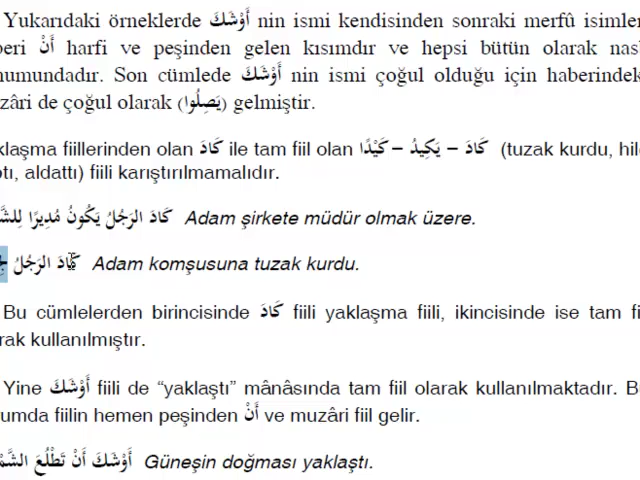 Yukarıdaki örneklerde أَوْشَكَ nin ismi kendisinden sonraki merfû isimler
beri أَنْ harfi ve peşinden gelen kısımdır ve hepsi bütün olarak nas
umundadır. Son cümlede أَوْشَكَ nin ismi çoğul olduğu için haberindek
zâri de çoğul olarak (يَصِلُوا) gelmiştir.
klaşma fiillerinden olan كَادَ ile tam fiil olan كَادَ – يَكِيدُ – كَيْدًا (tuzak kurdu, hile
ptı, aldattı) fiili karıştırılmamalıdır.
كَادَ الرَجُلُ يَكُونُ مُدِيرًا لِلشَّ Adam şirkete müdür olmak üzere.
كَادَ الرَجُلُ Adam komşusuna tuzak kurdu.
Bu cümlelerden birincisinde كَادَ fiili yaklaşma fiili, ikincisinde ise tam fi
rak kullanılmıştır.
Yine أَوْشَكَ fiili de “yaklaştı” mânâsında tam fiil olarak kullanılmaktadır. B
umda fiilin hemen peşinden أَنْ ve muzâri fiil gelir.
أَوْشَكَ أَنْ تَطْلُعَ الشَّمْ Güneşin doğması yaklaştı.